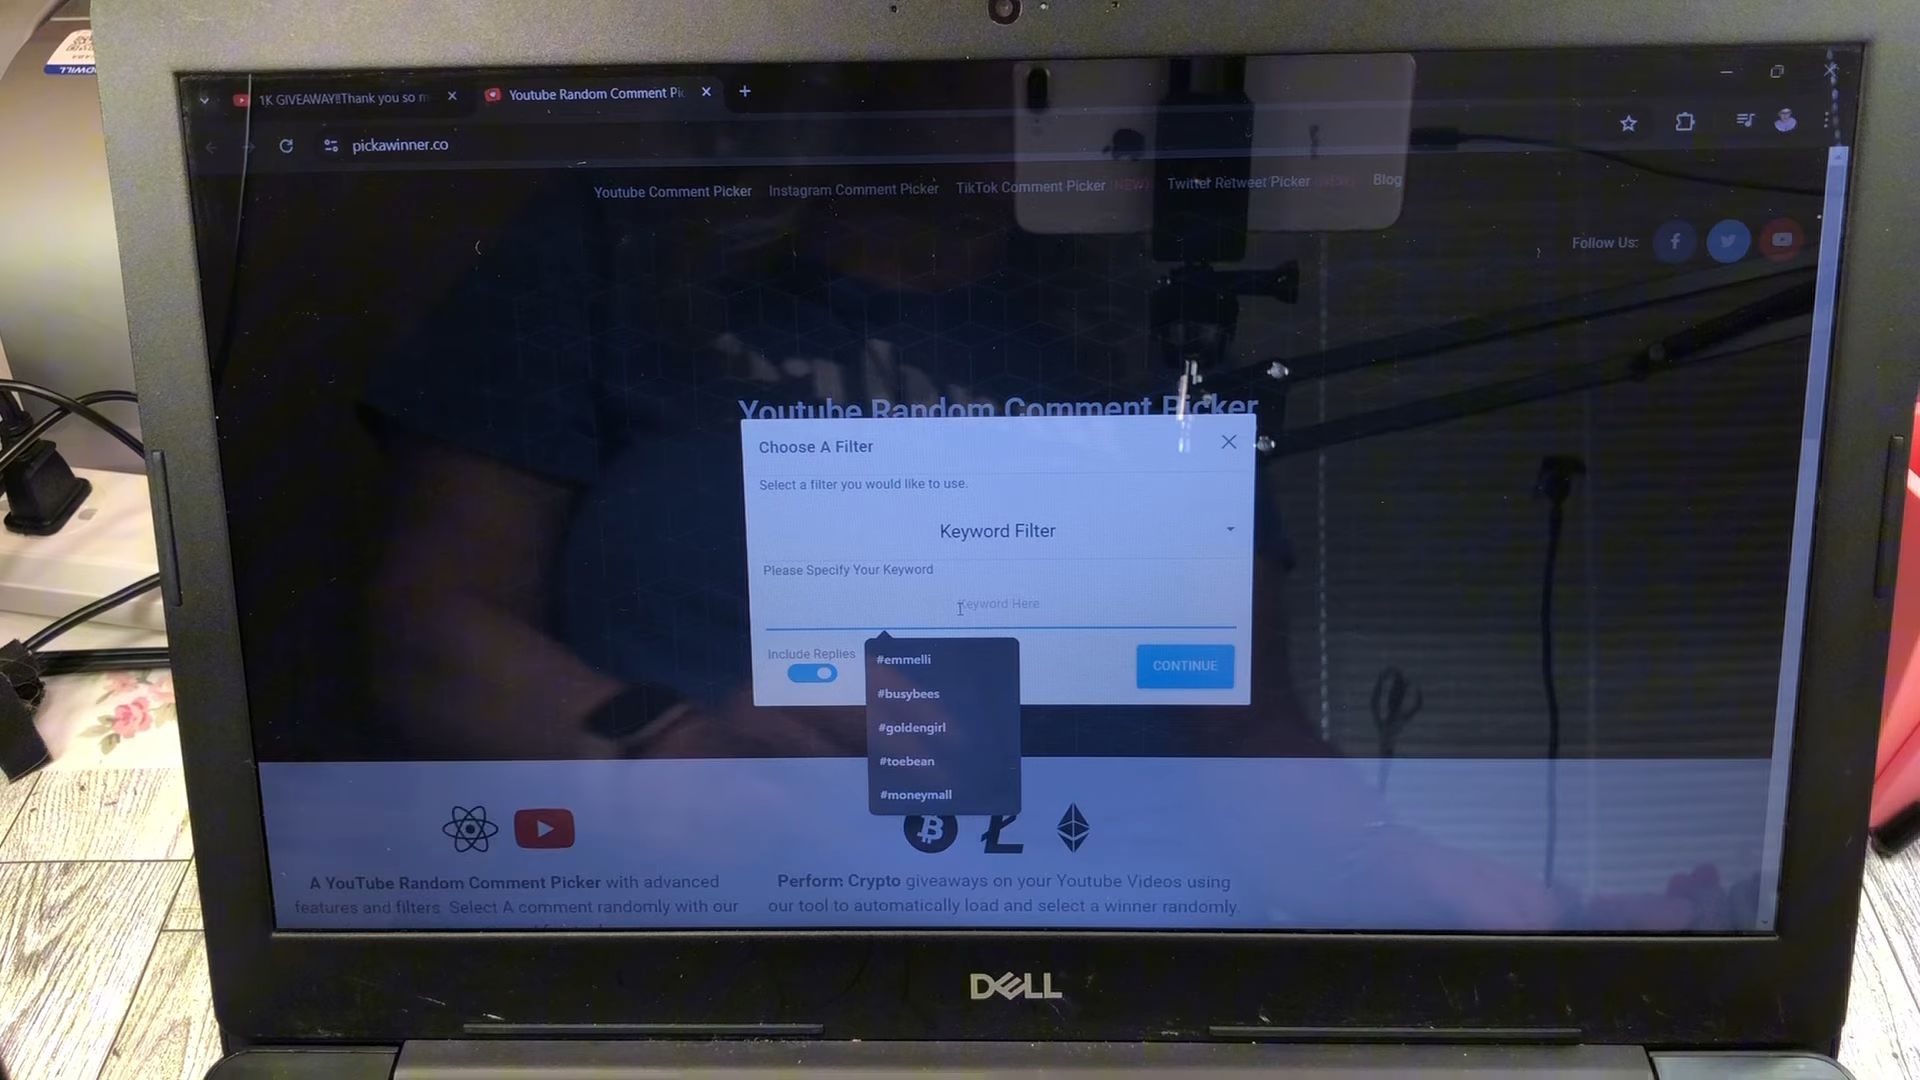 1K GIVEAWAY!!Thank you so m
Youtube Random Comment Pic
pickawinner.co
Youtube Comment Picker Instagram Comment Picker TikTok Comment Picker (NEW) Twitter Retweet Picker (NEW) Blog
Follow Us:
Youtube Random Comment Picker
Choose A Filter
Select a filter you would like to use.
Keyword Filter
Please Specify Your Keyword
Keyword Here
Include Replies
CONTINUE
#emmelli
#busybees
#goldengirl
#toebean
#moneymall
A YouTube Random Comment Picker with advanced
features and filters. Select A comment randomly with our
Perform Crypto giveaways on your Youtube Videos using
our tool to automatically load and select a winner randomly.
DELL